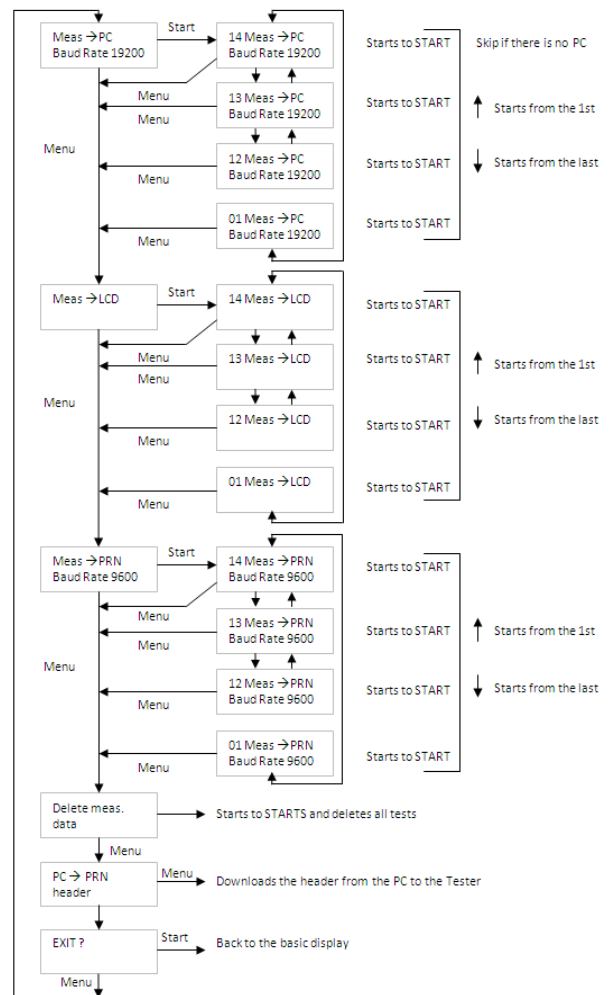 Meas →PC
Baud Rate 19200
Start
14 Meas→PC
Baud Rate 19200
Starts to START
Skip if there is no PC
Menu
13 Meas→PC
Baud Rate 19200
Menu
Starts to START
Starts from the 1st
Menu
12 Meas→PC
Baud Rate 19200
Menu
Starts to START
Starts from the last
01 Meas→PC
Baud Rate 19200
Menu
Starts to START
Meas →LCD
Start
14 Meas→LCD
Starts to START
Menu
13 Meas→LCD
Menu
Starts to START
Starts from the 1st
Menu
12 Meas→LCD
Menu
Starts to START
Starts from the last
01 Meas →LCD
Menu
Starts to START
Meas→PRN
Baud Rate 9600
Start
14 Meas→PRN
Baud Rate 9600
Starts to START
Menu
13 Meas→PRN
Baud Rate 9600
Menu
Starts to START
Starts from the 1st
Menu
12 Meas→PRN
Baud Rate 9600
Menu
Starts to START
Starts from the last
01 Meas→PRN
Baud Rate 9600
Menu
Starts to START
Delete meas.
data
Starts to STARTS and deletes all tests
Menu
PC → PRN
header
Menu
Downloads the header from the PC to the Tester
EXIT ?
Start
Back to the basic display
Menu